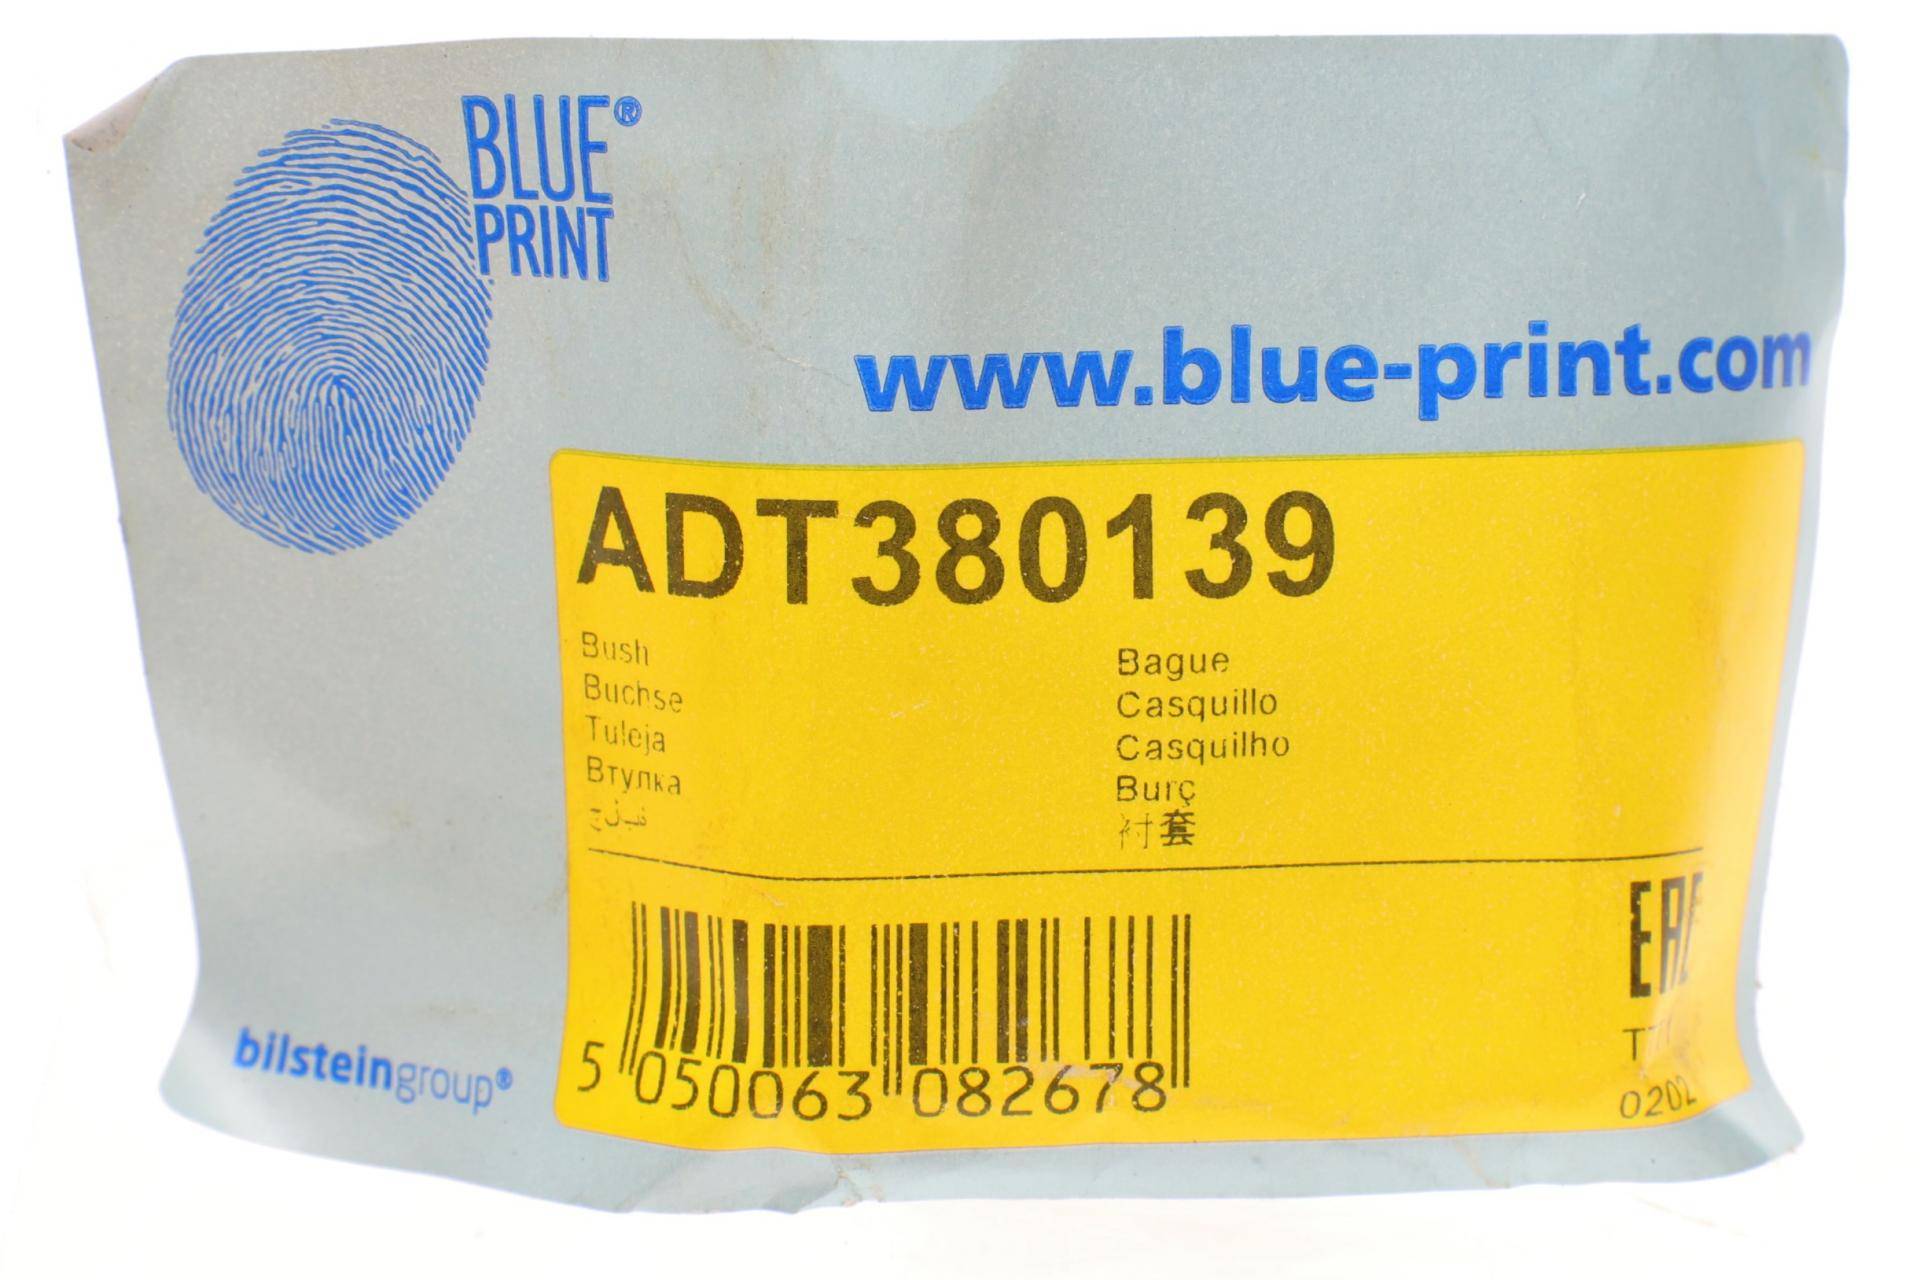 BLUE®
PRINT
www.blue-print.com
ADT380139
Bush
Buchse
Tuleja
Втулка
Bague
Casquillo
Casquilho
Burç
衬套
EAC
5 050063 082678
bilsteingroup®